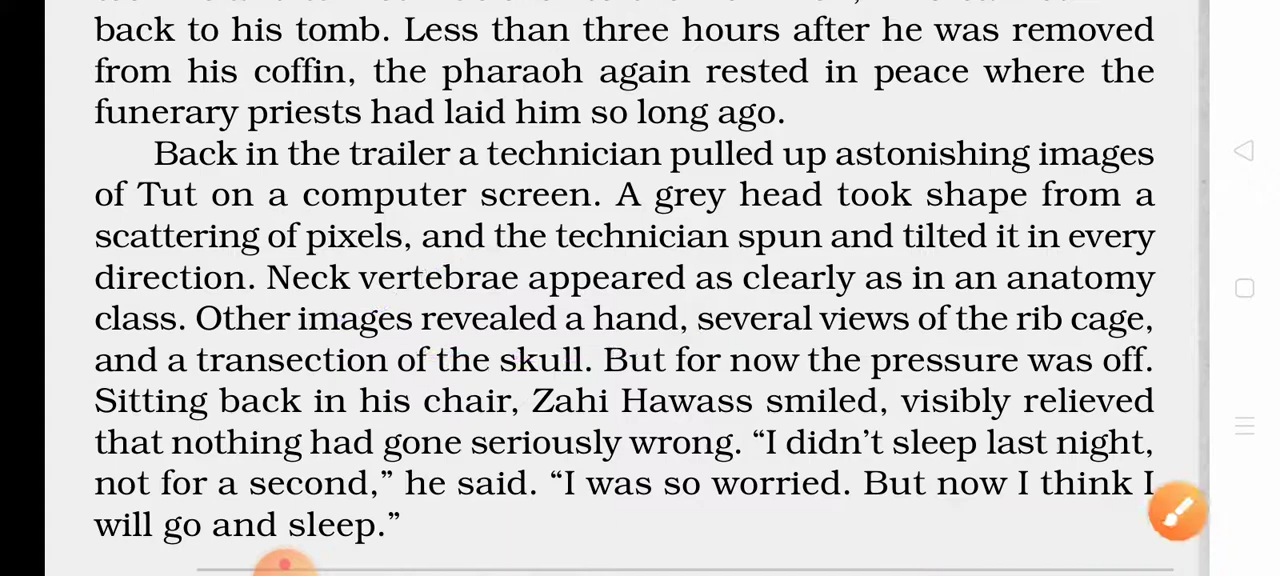 back to his tomb. Less than three hours after he was removed
from his coffin, the pharaoh again rested in peace where the
funerary priests had laid him so long ago.
Back in the trailer a technician pulled up astonishing images
of Tut on a computer screen. A grey head took shape from a
scattering of pixels, and the technician spun and tilted it in every
direction. Neck vertebrae appeared as clearly as in an anatomy
class. Other images revealed a hand, several views of the rib cage,
and a transection of the skull. But for now the pressure was off.
Sitting back in his chair, Zahi Hawass smiled, visibly relieved
that nothing had gone seriously wrong. “I didn’t sleep last night,
not for a second,” he said. “I was so worried. But now I think I
will go and sleep.”